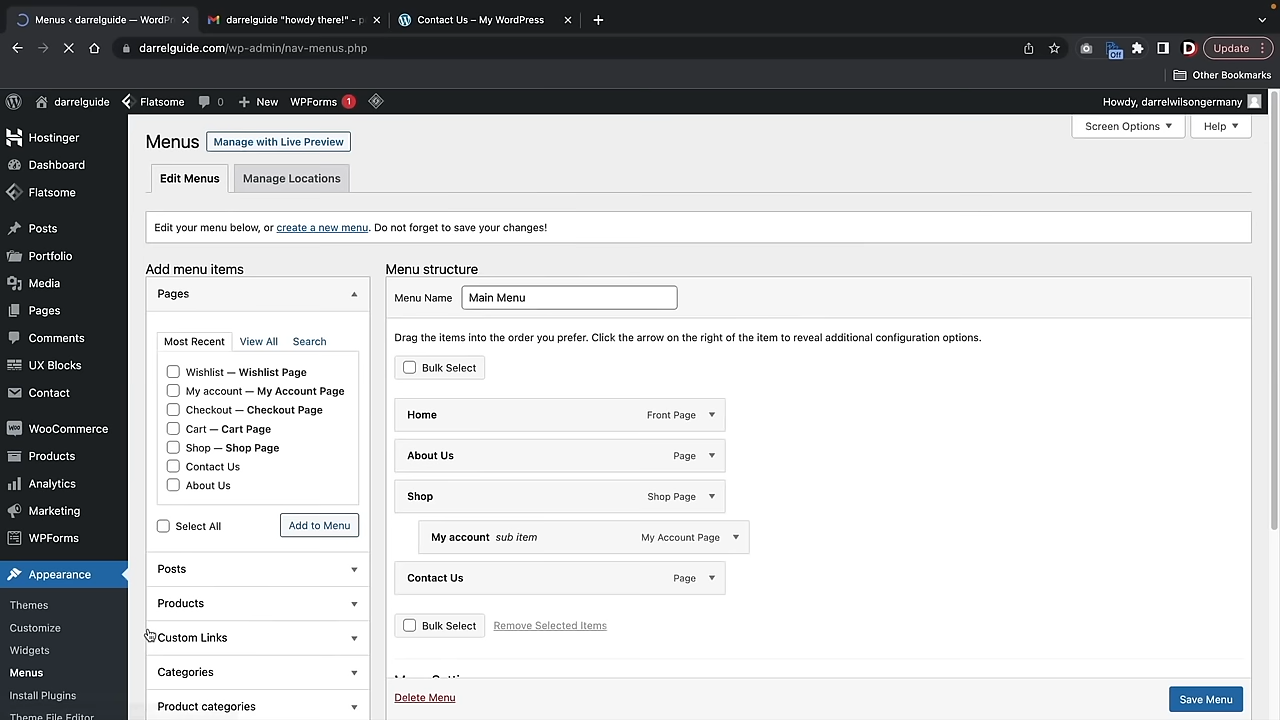 Menus ‹ darrelguide — WordPr
darrelguide "howdy there!" - p
Contact Us – My WordPress
darrelguide.com/wp-admin/nav-menus.php
Off
D
Update
Other Bookmarks
darrelguide
Flatsome
0
New
WPForms 1
Howdy, darrelwilsongermany
Hostinger
Dashboard
Flatsome
Posts
Portfolio
Media
Pages
Comments
UX Blocks
Contact
WooCommerce
Products
Analytics
Marketing
WPForms
Appearance
Themes
Customize
Widgets
Menus
Install Plugins
Theme File Editor
Menus
Manage with Live Preview
Screen Options
Help
Edit Menus
Manage Locations
Edit your menu below, or create a new menu. Do not forget to save your changes!
Add menu items
Pages
Most Recent
View All
Search
Wishlist — Wishlist Page
My account — My Account Page
Checkout — Checkout Page
Cart — Cart Page
Shop — Shop Page
Contact Us
About Us
Select All
Add to Menu
Posts
Products
Custom Links
Categories
Product categories
Menu structure
Menu Name
Main Menu
Drag the items into the order you prefer. Click the arrow on the right of the item to reveal additional configuration options.
Bulk Select
Home Front Page
About Us Page
Shop Shop Page
My account sub item My Account Page
Contact Us Page
Bulk Select
Remove Selected Items
Delete Menu
Save Menu